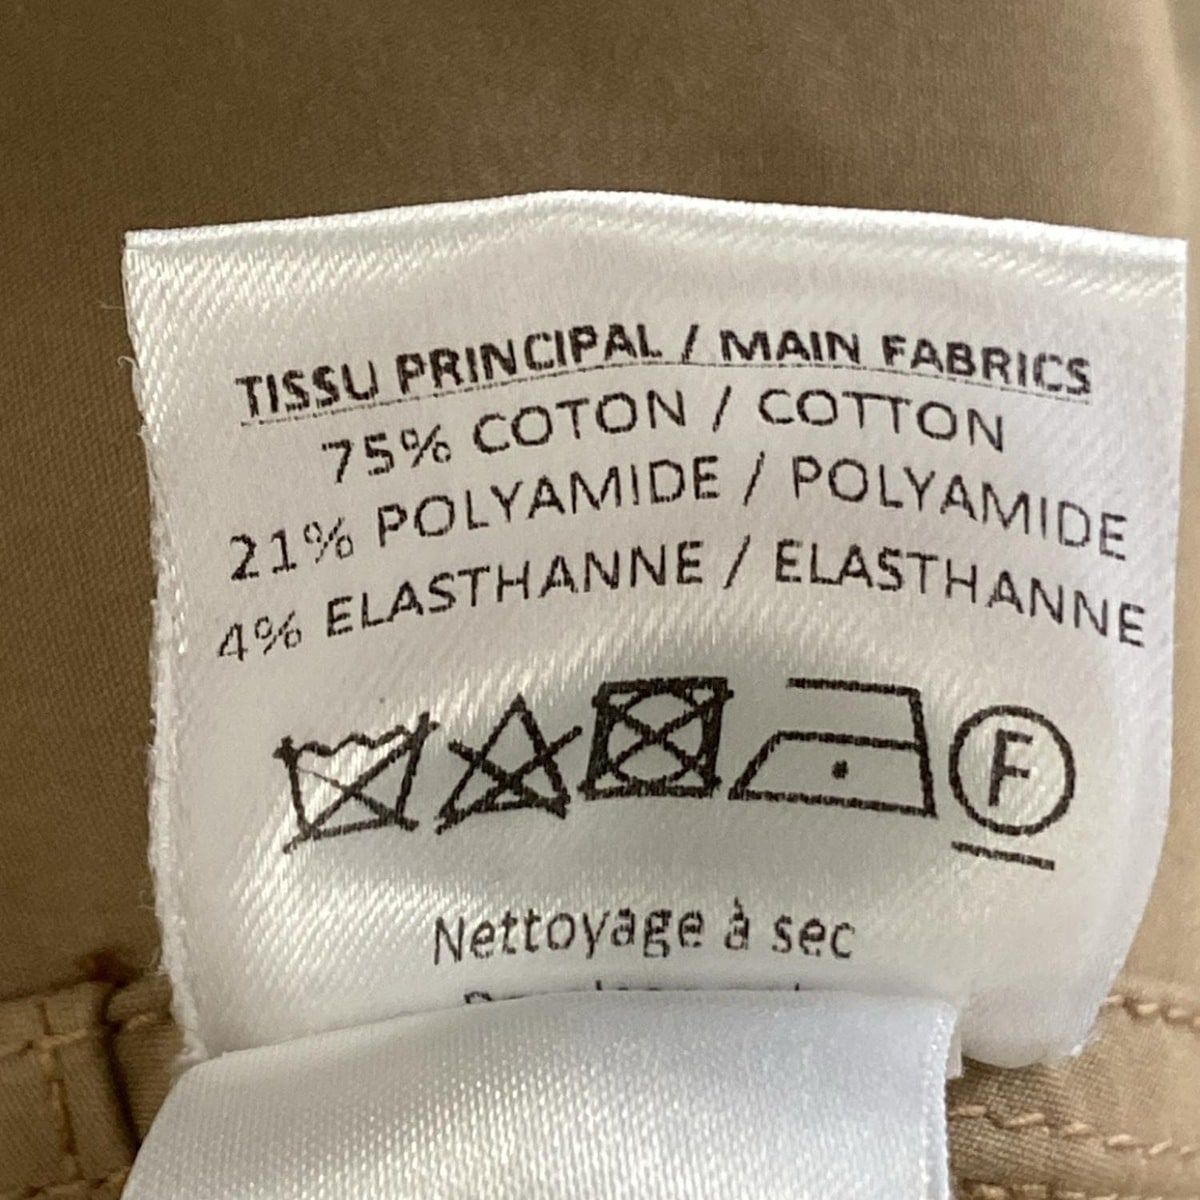 TISSU PRINCIPAL / MAIN FABRICS
75% COTON / COTTON
21% POLYAMIDE / POLYAMIDE
4% ELASTHANNE / ELASTHANNE
F
Nettoyage à sec